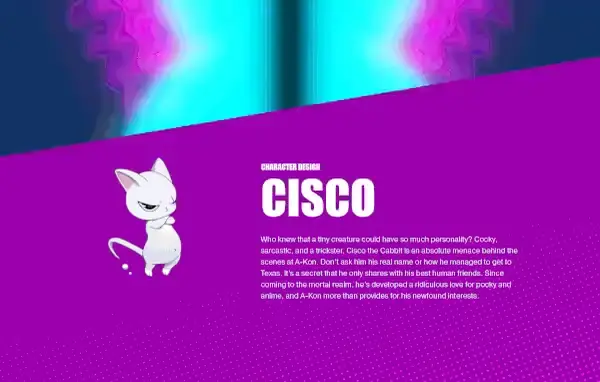 CHARACTER DESIGN
CISCO
Who knew that a tiny creature could have so much personality? Cocky,
sarcastic, and a trickster, Cisco the Cabbit is an absolute menace behind the
scenes at A-Kon. Don't ask him his real name or how he managed to get to
Texas. It's a secret that he only shares with his best human friends. Since
coming to the mortal realm, he's developed a ridiculous love for pocky and
anime, and A-Kon more than provides for his newfound interests.